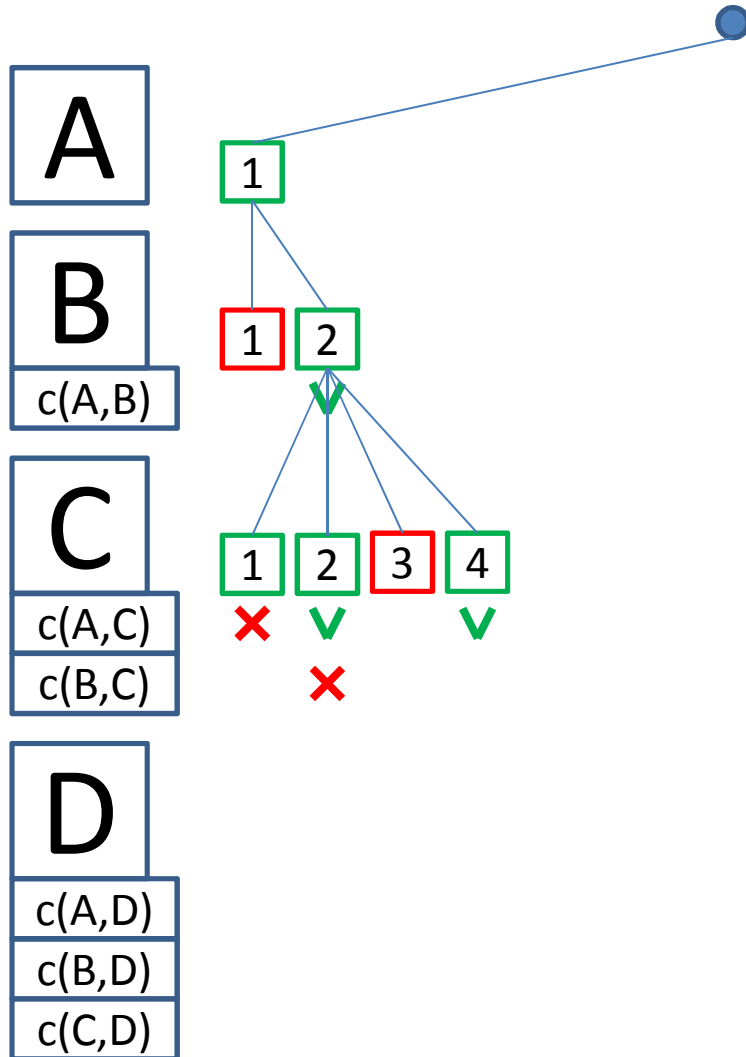 A
1
B
1 2
c(A,B)
C
1 2 3 4
c(A,C)
c(B,C)
D
c(A,D)
c(B,D)
c(C,D)